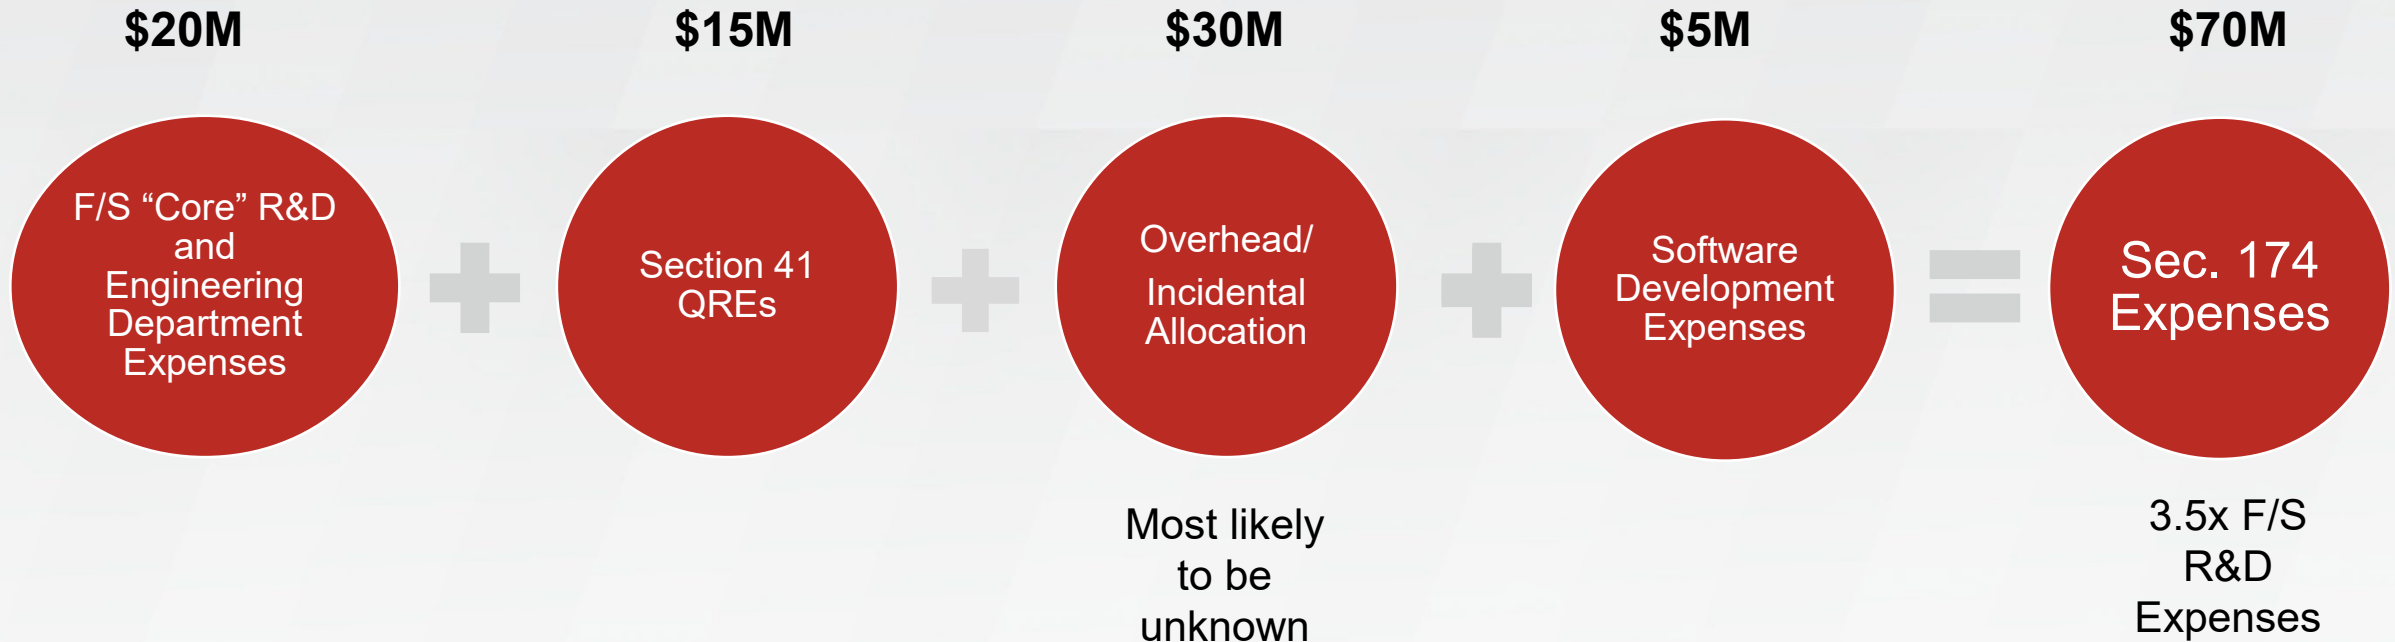 $20M
$15M
$30M
$5M
$70M
F/S “Core” R&D
and
Engineering
Department
Expenses
Section 41
QREs
Overhead/
Incidental
Allocation
Software
Development
Expenses
Sec. 174
Expenses
Most likely
to be
unknown
3.5x F/S
R&D
Expenses